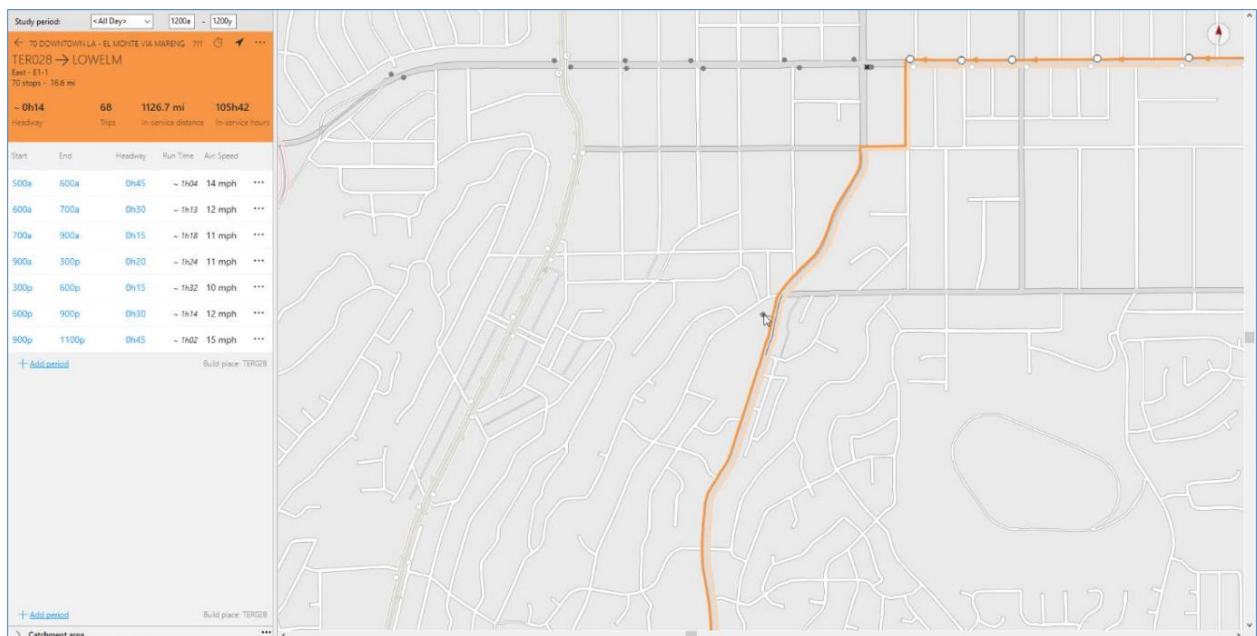 Study period: <All Day> 1200a - 1200y
70 DOWNTOWN LA - EL MONTE VIA MARENG ???
TER028 → LOWELM
East - E1-1
70 stops - 16.6 mi
~ 0h14 68 1126.7 mi 105h42
Headway Trips In-service distance In-service hours
Start End Headway Run Time Avr. Speed
500a 600a 0h45 ~ 1h04 14 mph
600a 700a 0h30 ~ 1h13 12 mph
700a 900a 0h15 ~ 1h18 11 mph
900a 300p 0h20 ~ 1h24 11 mph
300p 600p 0h15 ~ 1h32 10 mph
600p 900p 0h30 ~ 1h14 12 mph
900p 1100p 0h45 ~ 1h02 15 mph
Add period Build place: TER028
Add period Build place: TER028
Catchment area